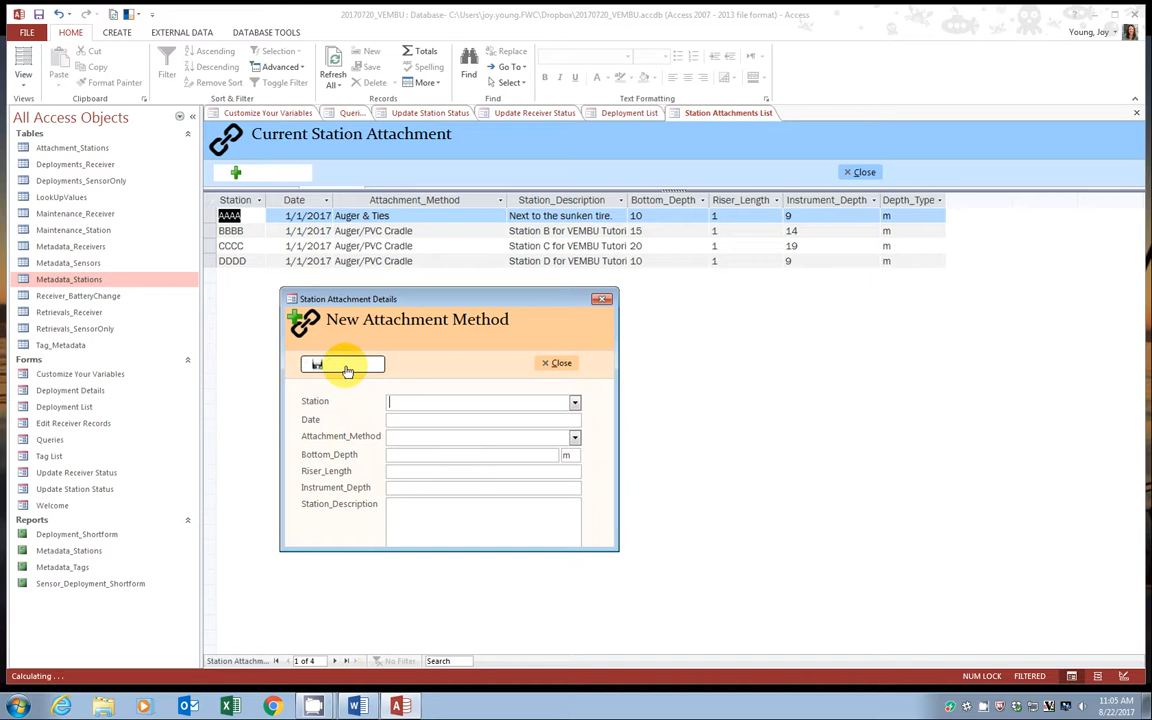 20170720_VEMBU : Database- C:\Users\joy.young.FWC\Dropbox\20170720_VEMBU.accdb (Access 2007 - 2013 file format) - Access
FILE HOME CREATE EXTERNAL DATA DATABASE TOOLS Young, Joy
View
Views
Paste
Cut
Copy
Format Painter
Clipboard
Filter
Ascending
Descending
Remove Sort
Selection
Advanced
Toggle Filter
Sort & Filter
Refresh All
New
Save
Delete
Totals
Spelling
More
Records
Find
Replace
Go To
Select
Find
B I U A
Text Formatting
All Access Objects
Tables
Attachment_Stations
Deployments_Receiver
Deployments_SensorOnly
LookUpValues
Maintenance_Receiver
Maintenance_Station
Metadata_Receivers
Metadata_Sensors
Metadata_Stations
Receiver_BatteryChange
Retrievals_Receiver
Retrievals_SensorOnly
Tag_Metadata
Forms
Customize Your Variables
Deployment Details
Deployment List
Edit Receiver Records
Queries
Tag List
Update Receiver Status
Update Station Status
Welcome
Reports
Deployment_Shortform
Metadata_Stations
Metadata_Tags
Sensor_Deployment_Shortform
Customize Your Variables Queri... Update Station Status Update Receiver Status Deployment List Station Attachments List
Current Station Attachment
Close
Station Date Attachment_Method Station_Description Bottom_Depth Riser_Length Instrument_Depth Depth_Type
AAAA 1/1/2017 Auger & Ties Next to the sunken tire. 10 1 9 m
BBBB 1/1/2017 Auger/PVC Cradle Station B for VEMBU Tutori 15 1 14 m
CCCC 1/1/2017 Auger/PVC Cradle Station C for VEMBU Tutori 20 1 19 m
DDDD 1/1/2017 Auger/PVC Cradle Station D for VEMBU Tutori 10 1 9 m
Station Attachment Details
New Attachment Method
Close
Station
Date
Attachment_Method
Bottom_Depth m
Riser_Length
Instrument_Depth
Station_Description
Station Attachm... 1 of 4 No Filter Search
Calculating . . . NUM LOCK FILTERED
11:05 AM
8/22/2017